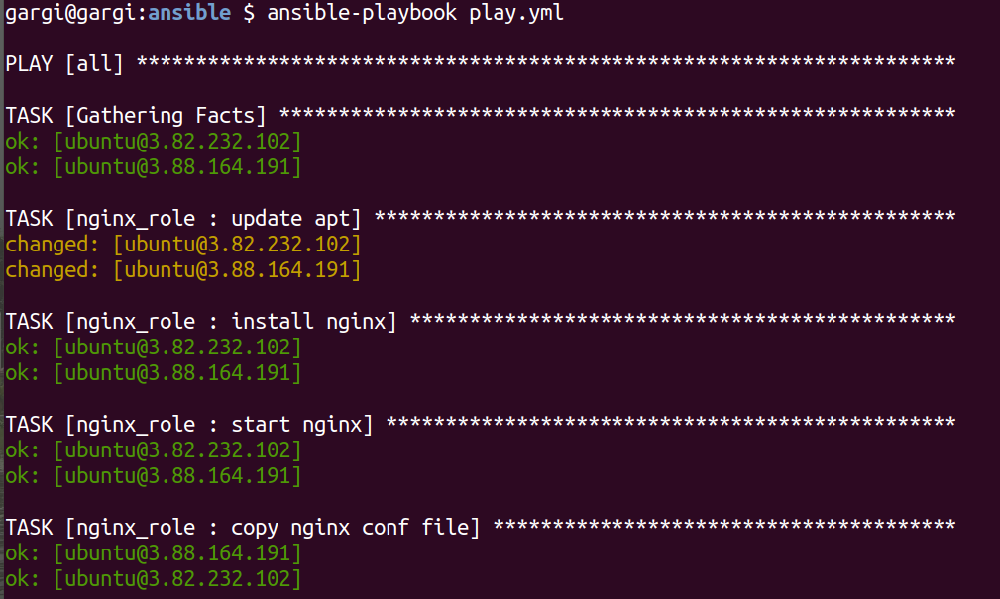 gargi@gargi:ansible $ ansible-playbook play.yml
PLAY [all] *********************************************************************
TASK [Gathering Facts] *********************************************************
ok: [ubuntu@3.82.232.102]
ok: [ubuntu@3.88.164.191]
TASK [nginx_role : update apt] *************************************************
changed: [ubuntu@3.82.232.102]
changed: [ubuntu@3.88.164.191]
TASK [nginx_role : install nginx] **********************************************
ok: [ubuntu@3.82.232.102]
ok: [ubuntu@3.88.164.191]
TASK [nginx_role : start nginx] ************************************************
ok: [ubuntu@3.82.232.102]
ok: [ubuntu@3.88.164.191]
TASK [nginx_role : copy nginx conf file] ***************************************
ok: [ubuntu@3.88.164.191]
ok: [ubuntu@3.82.232.102]